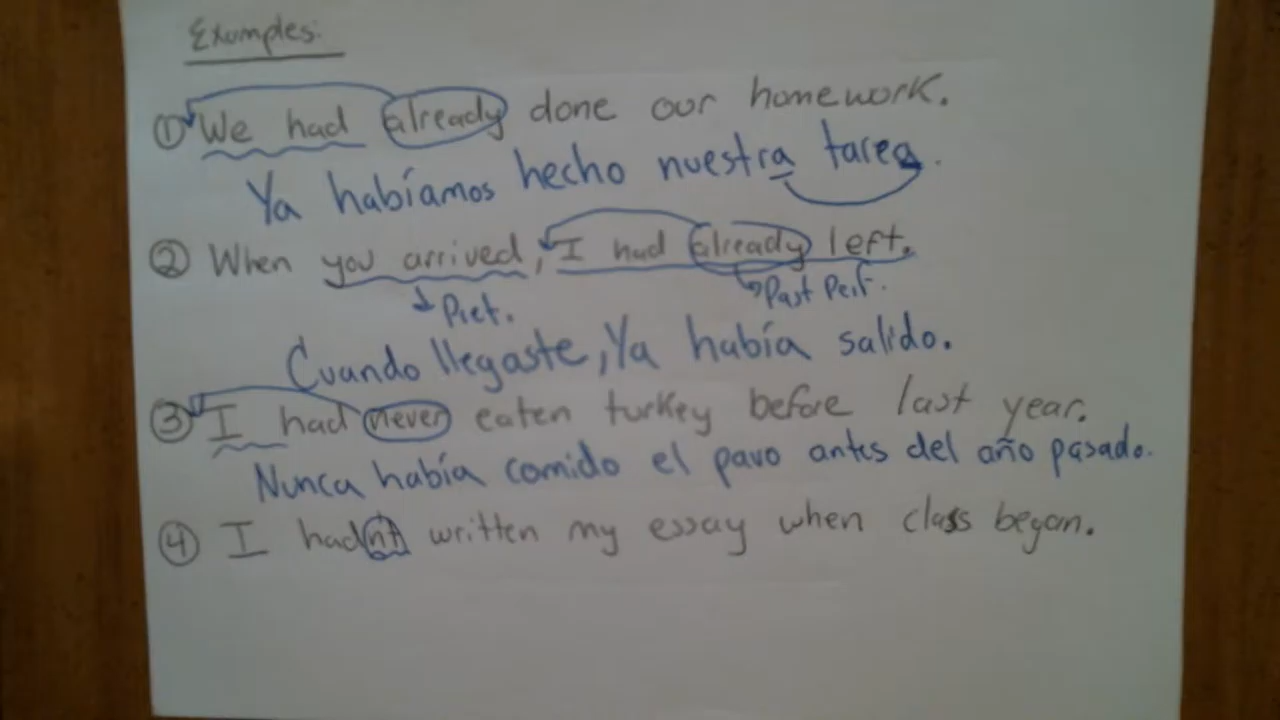 Examples:
① We had already done our homework.
Ya habíamos hecho nuestra tarea.
② When you arrived, I had already left.
Pret.
Past Perf.
Cuando llegaste, Ya había salido.
③ I had never eaten turkey before last year.
Nunca había comido el pavo antes del año pasado.
④ I hadn't written my essay when class began.